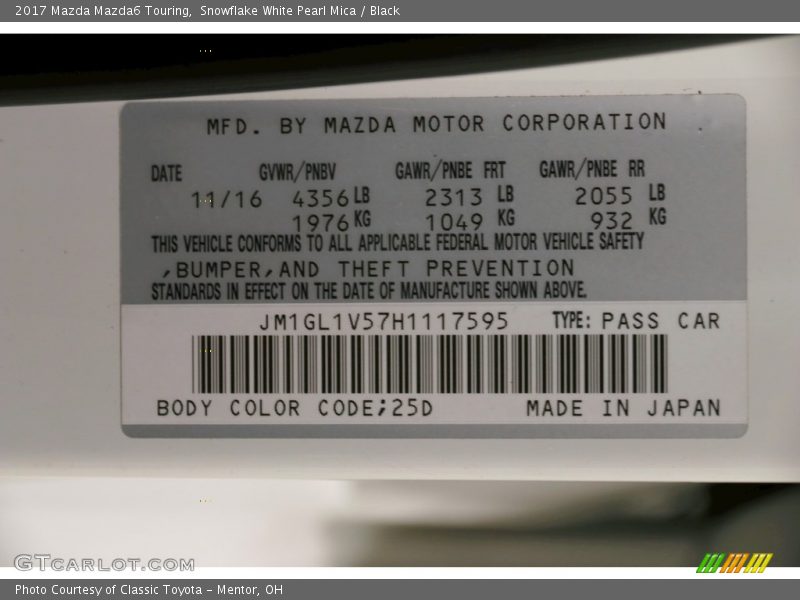 2017 Mazda Mazda6 Touring, Snowflake White Pearl Mica / Black
MFD. BY MAZDA MOTOR CORPORATION
DATE GVWR/PNBV GAWR/PNBE FRT GAWR/PNBE RR
11/16 4356 LB 2313 LB 2055 LB
1976 KG 1049 KG 932 KG
THIS VEHICLE CONFORMS TO ALL APPLICABLE FEDERAL MOTOR VEHICLE SAFETY
,BUMPER,AND THEFT PREVENTION
STANDARDS IN EFFECT ON THE DATE OF MANUFACTURE SHOWN ABOVE.
JM1GL1V57H1117595 TYPE: PASS CAR
BODY COLOR CODE;25D MADE IN JAPAN
GTCARLOT.COM
Photo Courtesy of Classic Toyota - Mentor, OH